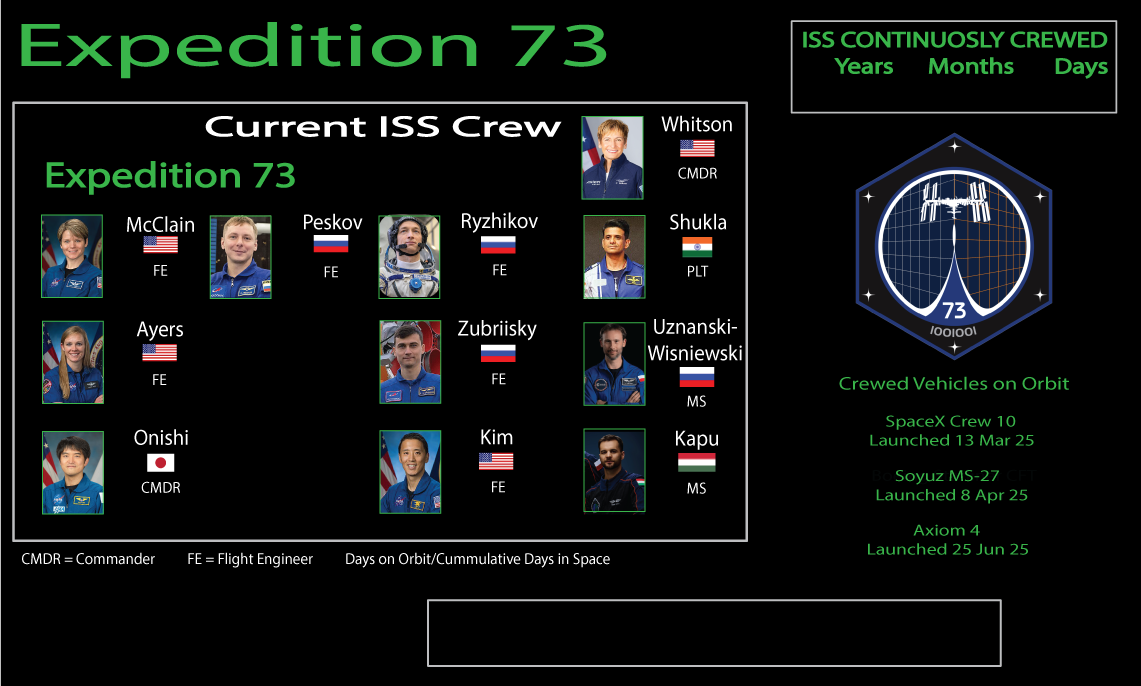 Expedition 73
ISS CONTINUOSLY CREWED
Years Months Days
Current ISS Crew
Expedition 73
Whitson
CMDR
McClain
FE
Peskov
FE
Ryzhikov
FE
Shukla
PLT
Ayers
FE
Zubriisky
FE
Uznanski-
Wisniewski
MS
Onishi
CMDR
Kim
FE
Kapu
MS
73
1001001
Crewed Vehicles on Orbit
SpaceX Crew 10
Launched 13 Mar 25
Soyuz MS-27
Launched 8 Apr 25
Axiom 4
Launched 25 Jun 25
CMDR = Commander FE = Flight Engineer Days on Orbit/Cummulative Days in Space